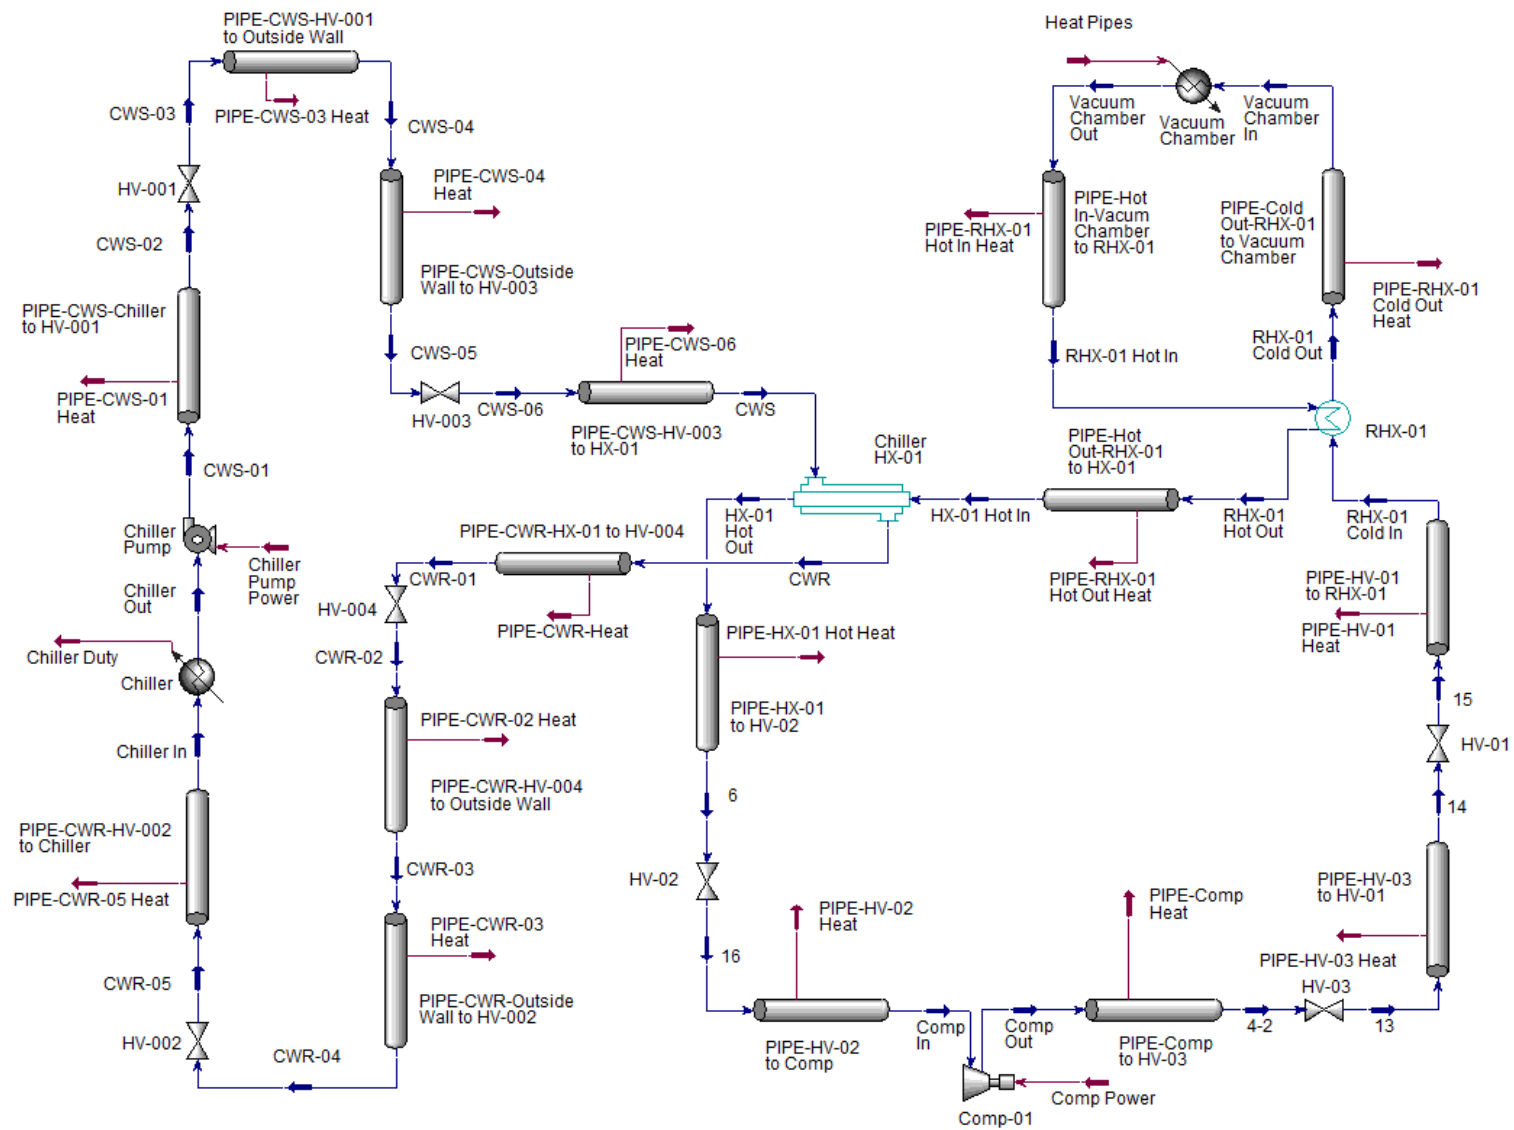 PIPE-CWS-HV-001
to Outside Wall
PIPE-CWS-03 Heat
CWS-03
CWS-04
HV-001
PIPE-CWS-04
Heat
CWS-02
PIPE-CWS-Outside
Wall to HV-003
PIPE-CWS-Chiller
to HV-001
PIPE-CWS-01
Heat
CWS-05
HV-003
CWS-06
PIPE-CWS-06
Heat
PIPE-CWS-HV-003
to HX-01
CWS
CWS-01
Chiller
Pump
Chiller
Pump
Power
Chiller
Out
Chiller Duty
Chiller
Chiller In
PIPE-CWR-HV-002
to Chiller
PIPE-CWR-05 Heat
CWR-05
HV-002
CWR-04
Chiller
HX-01
PIPE-CWR-HX-01 to HV-004
CWR-01
CWR
HV-004
PIPE-CWR-Heat
CWR-02
PIPE-CWR-02 Heat
PIPE-CWR-HV-004
to Outside Wall
CWR-03
PIPE-CWR-03
Heat
PIPE-CWR-Outside
Wall to HV-002
HX-01
Hot
Out
HX-01 Hot In
PIPE-HX-01 Hot Heat
PIPE-HX-01
to HV-02
6
HV-02
16
PIPE-HV-02
Heat
PIPE-HV-02
to Comp
Comp
In
Comp
Out
Comp Power
Comp-01
PIPE-Comp
Heat
PIPE-Comp
to HV-03
4-2
HV-03
13
PIPE-HV-03 Heat
PIPE-HV-03
to HV-01
14
HV-01
15
PIPE-HV-01
to RHX-01
PIPE-HV-01
Heat
RHX-01
Cold In
RHX-01
Hot Out
PIPE-Hot
Out-RHX-01
to HX-01
PIPE-RHX-01
Hot Out Heat
RHX-01
RHX-01 Hot In
RHX-01
Cold Out
PIPE-RHX-01
Cold Out
Heat
PIPE-Cold
Out-RHX-01
to Vacuum
Chamber
PIPE-Hot
In-Vacum
Chamber
to RHX-01
PIPE-RHX-01
Hot In Heat
Vacuum
Chamber
Out
Vacuum
Chamber
Vacuum
Chamber
In
Heat Pipes